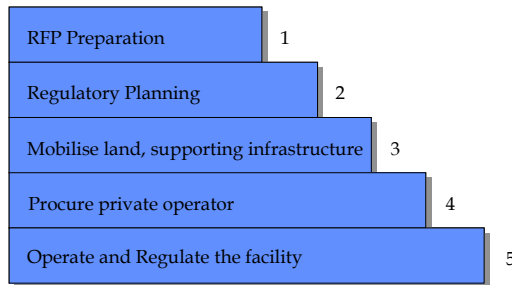 RFP Preparation 1
Regulatory Planning 2
Mobilise land, supporting infrastructure 3
Procure private operator 4
Operate and Regulate the facility 5